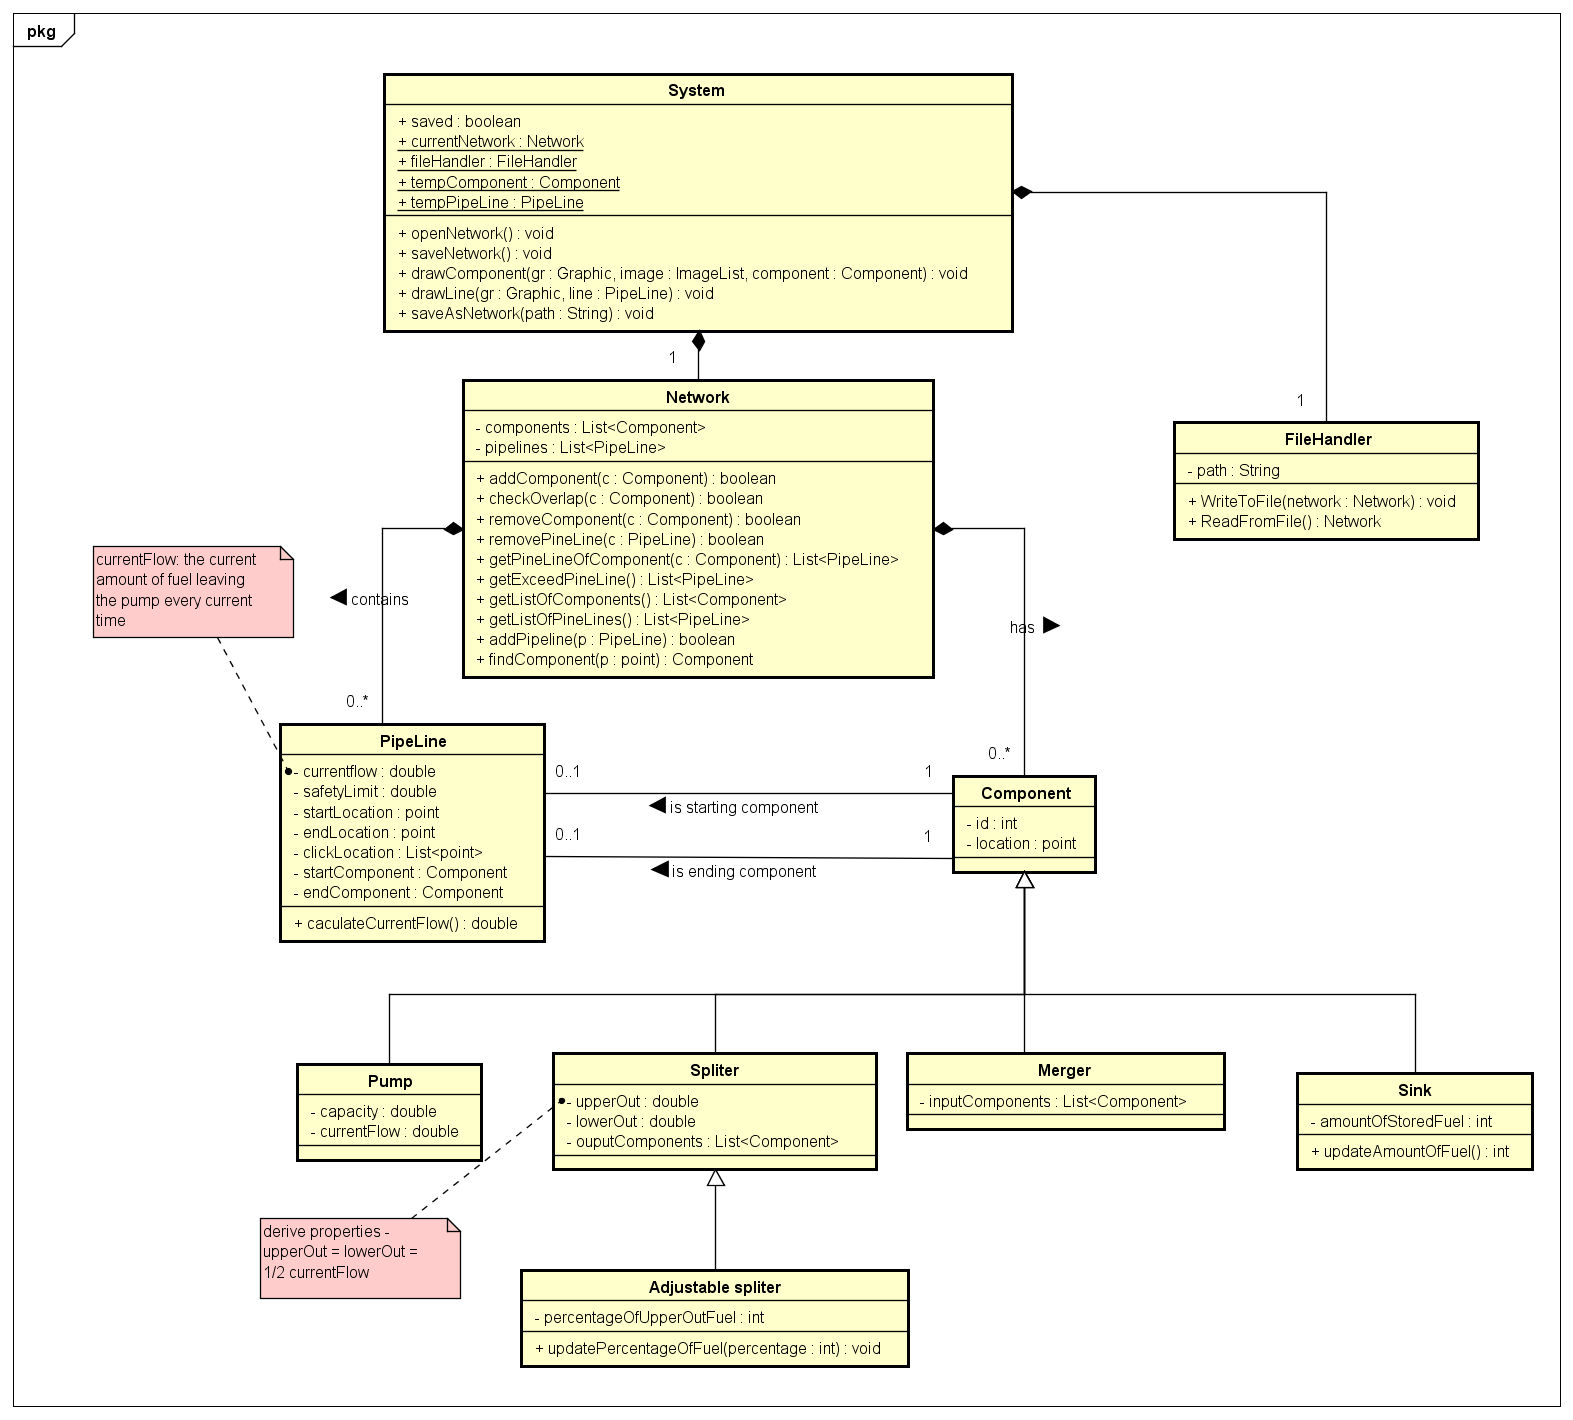 pkg
System
+ saved : boolean
+ currentNetwork : Network
+ fileHandler : FileHandler
+ tempComponent : Component
+ tempPipeLine : PipeLine
+ openNetwork() : void
+ saveNetwork() : void
+ drawComponent(gr : Graphic, image : ImageList, component : Component) : void
+ drawLine(gr : Graphic, line : PipeLine) : void
+ saveAsNetwork(path : String) : void
1
Network
- components : List<Component>
- pipelines : List<PipeLine>
+ addComponent(c : Component) : boolean
+ checkOverlap(c : Component) : boolean
+ removeComponent(c : Component) : boolean
+ removePineLine(c : PipeLine) : boolean
+ getPineLineOfComponent(c : Component) : List<PipeLine>
+ getExceedPineLine() : List<PipeLine>
+ getListOfComponents() : List<Component>
+ getListOfPineLines() : List<PipeLine>
+ addPipeline(p : PipeLine) : boolean
+ findComponent(p : point) : Component
1
FileHandler
- path : String
+ WriteToFile(network : Network) : void
+ ReadFromFile() : Network
currentFlow: the current
amount of fuel leaving
the pump every current
time
contains
has
0..*
0..*
PipeLine
- currentflow : double
- safetyLimit : double
- startLocation : point
- endLocation : point
- clickLocation : List<point>
- startComponent : Component
- endComponent : Component
+ caculateCurrentFlow() : double
0..1
1
is starting component
0..1
1
is ending component
Component
- id : int
- location : point
Pump
- capacity : double
- currentFlow : double
Spliter
- upperOut : double
- lowerOut : double
- ouputComponents : List<Component>
Merger
- inputComponents : List<Component>
Sink
- amountOfStoredFuel : int
+ updateAmountOfFuel() : int
derive properties -
upperOut = lowerOut =
1/2 currentFlow
Adjustable spliter
- percentageOfUpperOutFuel : int
+ updatePercentageOfFuel(percentage : int) : void